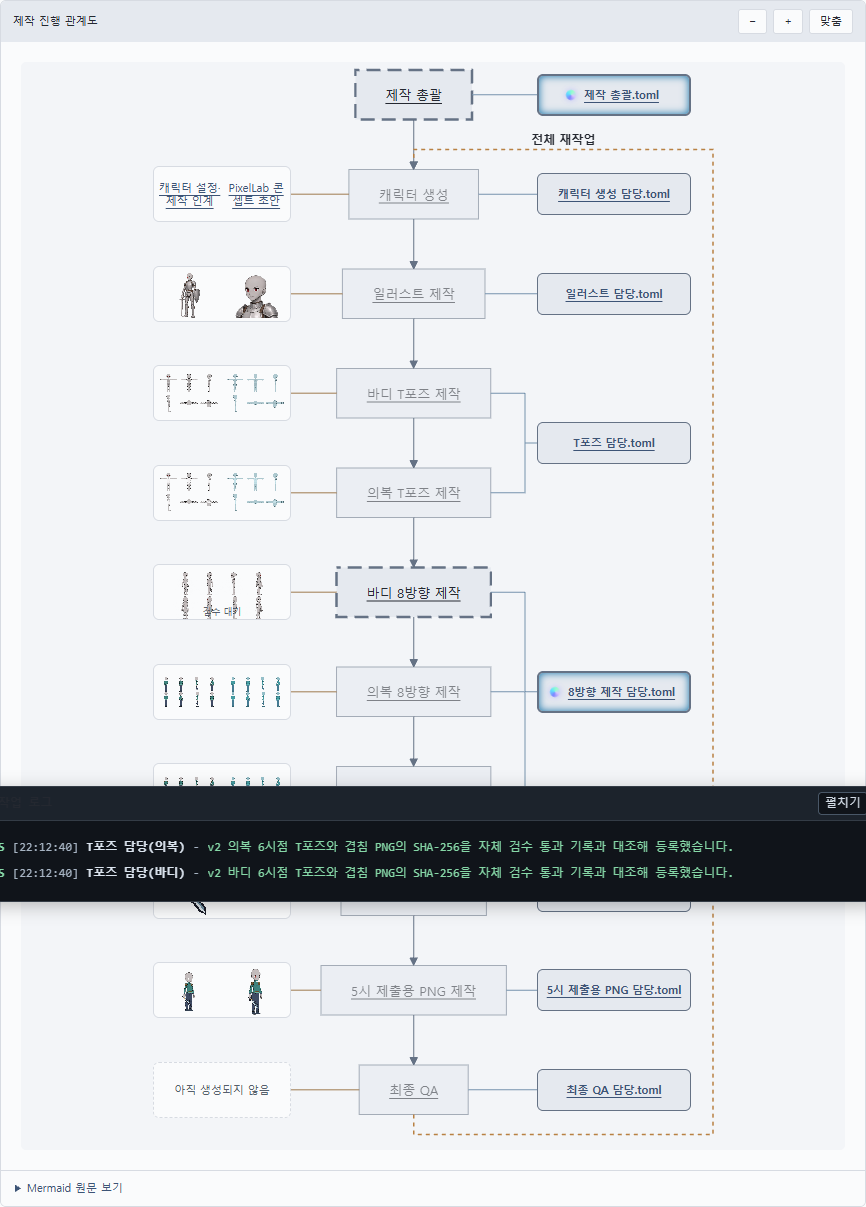 제작 진행 관계도
−
+
맞춤
제작 총괄
제작 총괄.toml
전체 재작업
캐릭터 설정·
제작 인계
PixelLab 콘
셉트 초안
캐릭터 생성
캐릭터 생성 담당.toml
일러스트 제작
일러스트 담당.toml
바디 T포즈 제작
T포즈 담당.toml
의복 T포즈 제작
바디 8방향 제작
검수 대기
의복 8방향 제작
8방향 제작 담당.toml
펼치기
S [22:12:40] T포즈 담당(의복) - v2 의복 6시점 T포즈와 겹침 PNG의 SHA-256을 자체 검수 통과 기록과 대조해 등록했습니다.
S [22:12:40] T포즈 담당(바디) - v2 바디 6시점 T포즈와 겹침 PNG의 SHA-256을 자체 검수 통과 기록과 대조해 등록했습니다.
5시 제출용 PNG 제작
5시 제출용 PNG 담당.toml
아직 생성되지 않음
최종 QA
최종 QA 담당.toml
▶ Mermaid 원문 보기